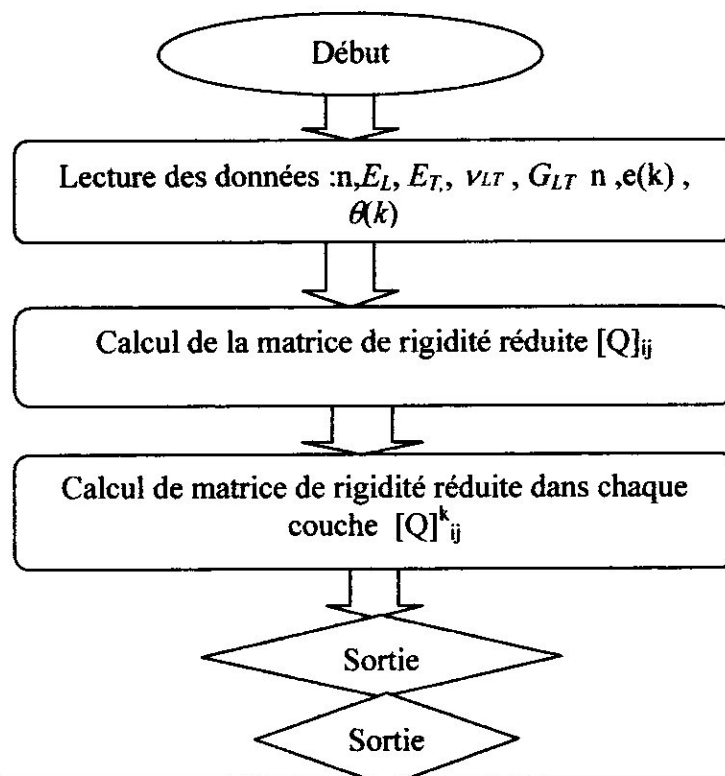 Début
Lecture des données :n,E_L, E_T,, ν_LT , G_LT n ,e(k) ,
θ(k)
Calcul de la matrice de rigidité réduite [Q]ij
Calcul de matrice de rigidité réduite dans chaque
couche [Q]^k_ij
Sortie
Sortie